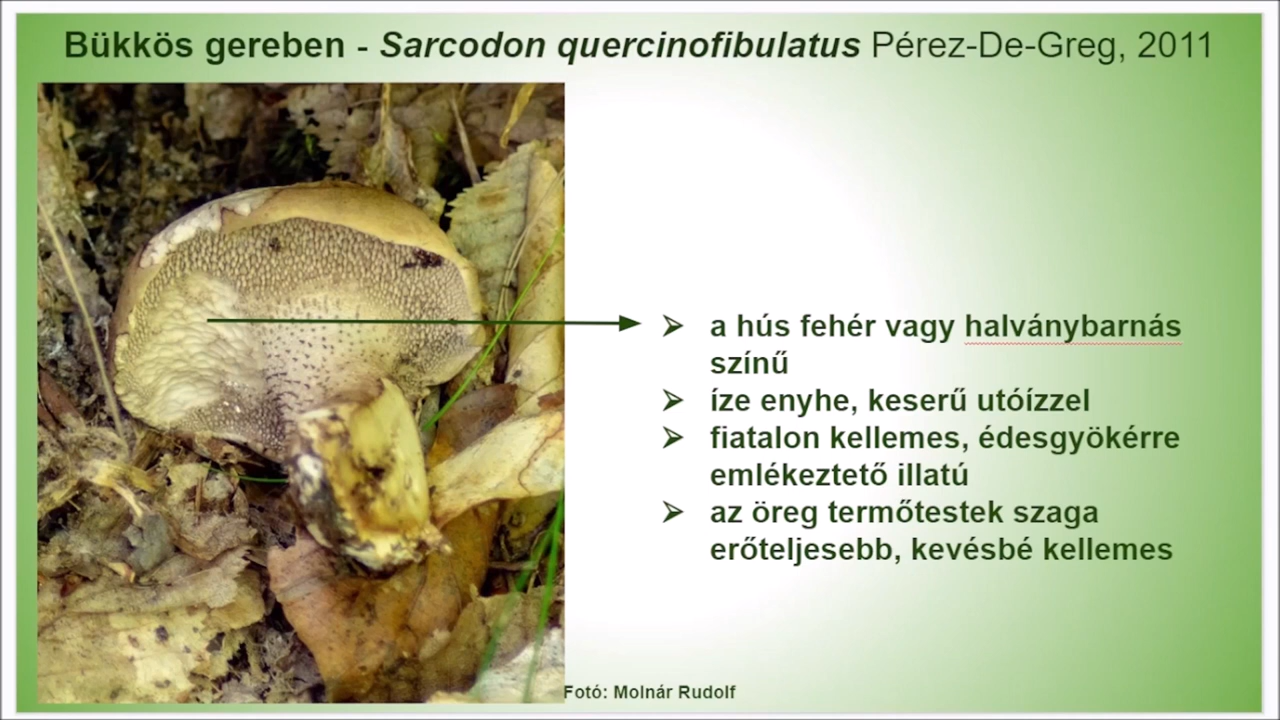 Bükkös gereben - Sarcodon quercinofibulatus Pérez-De-Greg, 2011
a hús fehér vagy halványbarnás
színű
íze enyhe, keserű utóízzel
fiatalon kellemes, édesgyökérre
emlékeztető illatú
az öreg termőtestek szaga
erőteljesebb, kevésbé kellemes
Fotó: Molnár Rudolf